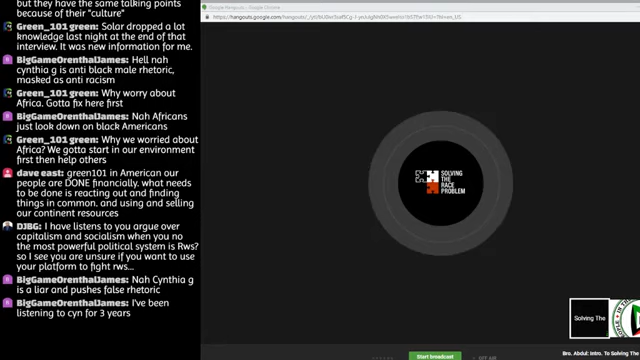 but they have the same talking points
because of their "culture"
Green_101 green: Solar dropped a lot
knowledge last night at the end of that
interview. It was new information for me.
BigGameOrenthalJames: Hell nah
cynthia g is anti black male rhetoric,
masked as anti racism
Green_101 green: Why worry about
Africa. Gotta fix here first
BigGameOrenthalJames: Nah Africans
just look down on black Americans
Green_101 green: Why we worried about
Africa? We gotta start in our environment
first then help others
dave east: green101 in American our
people are DONE financially. what needs
to be done is reacting out and finding
things in common. and using and selling
our continent resources
DJBG: I have listens to you argue over
capitalism and socialism when you no
the most powerful political system is Rws?
so I see you are unsure if you want to use
your platform to fight rws...
BigGameOrenthalJames: Nah Cynthia g
is a liar and pushes false rhetoric
BigGameOrenthalJames: I've been
listening to cyn for 3 years
Google Hangouts - Google Chrome
SOLVING
THE
RACE
PROBLEM
Solving The
PEOPLE IN THE
Bro. Abdul: Intro. To Solving The
Start broadcast